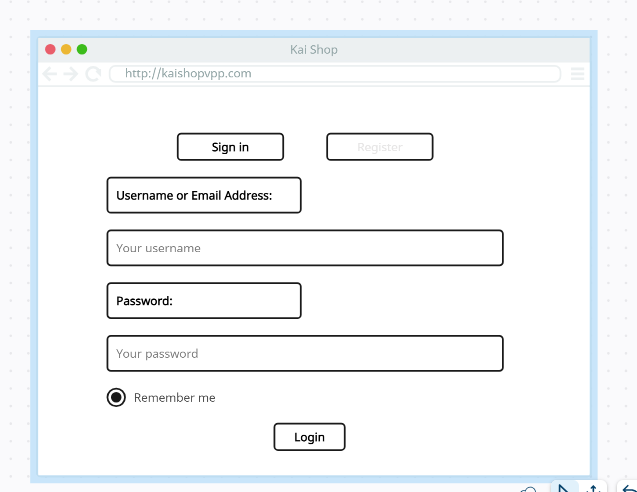 Kai Shop
http://kaishopvpp.com
Sign in
Register
Username or Email Address:
Your username
Password:
Your password
Remember me
Login